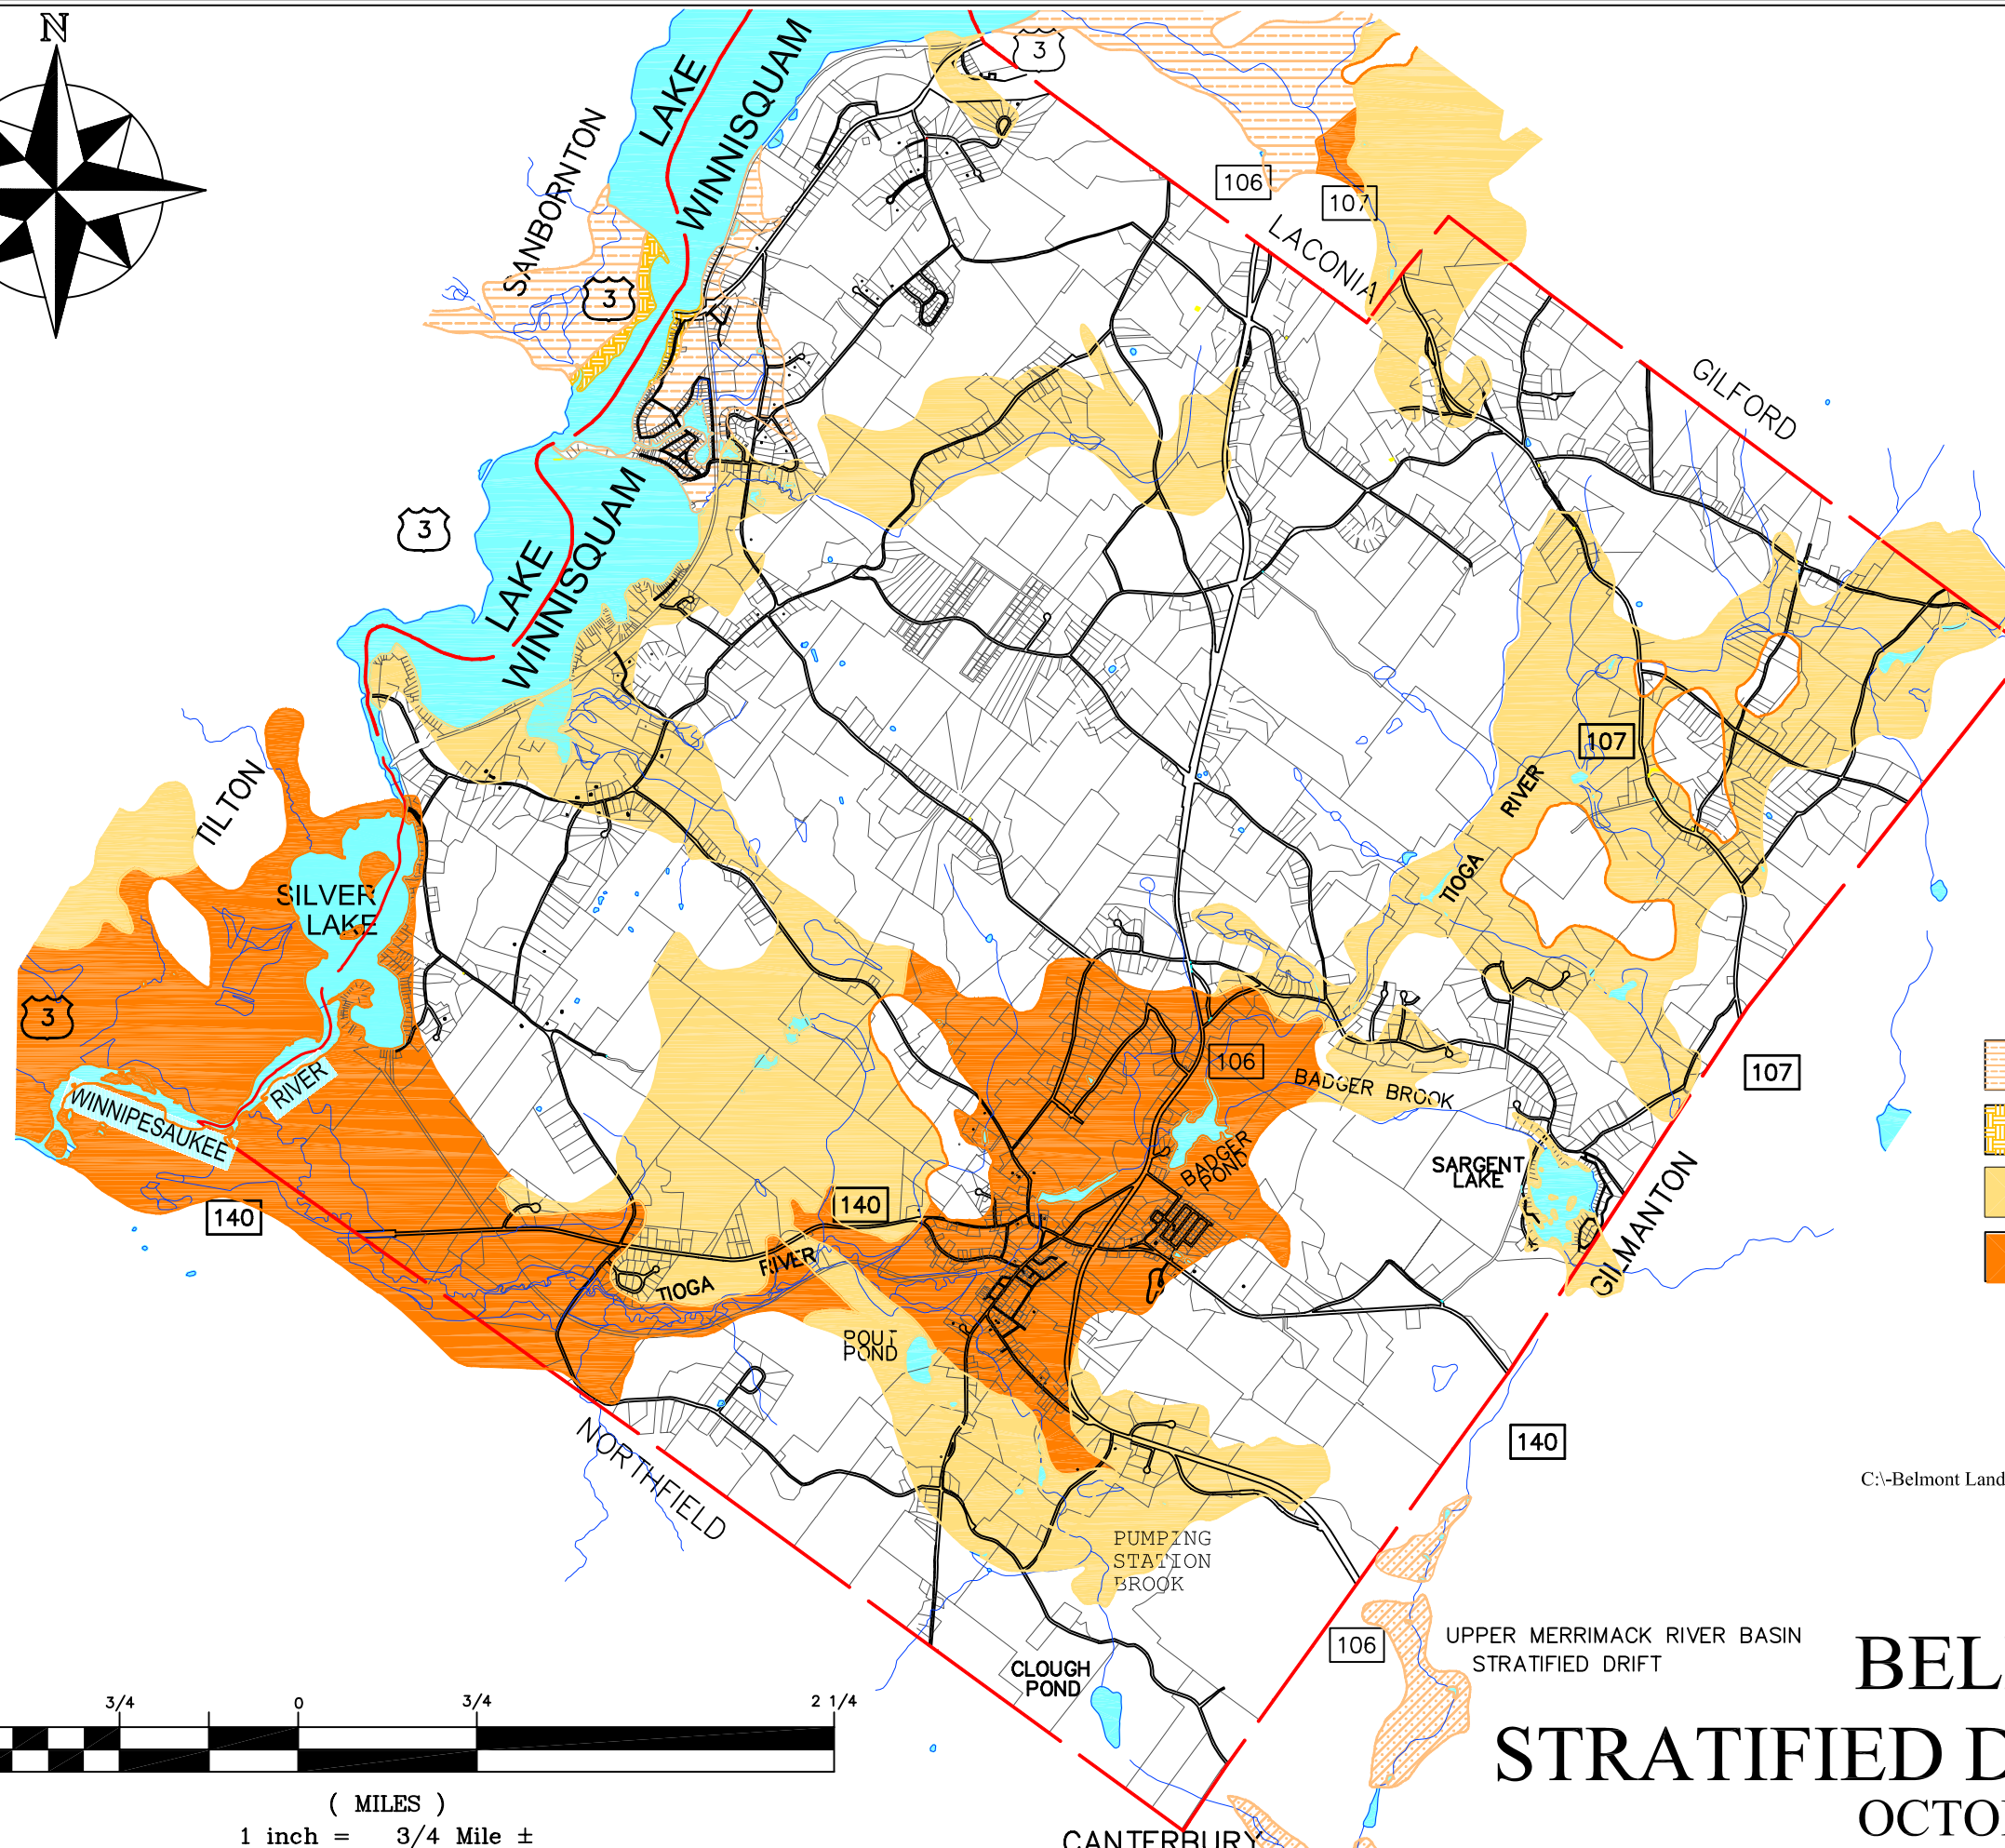 N
3
LAKE
WINNISQUAM
SANBORNTON
3
106
107
LACONIA
GILFORD
3
LAKE
WINNISQUAM
107
TILTON
RIVER
TIOGA
SILVER
LAKE
3
106
BADGER BROOK
107
WINNIPESAUKEE
RIVER
BADGER
POND
SARGENT
LAKE
140
140
GILMANTON
TIOGA
RIVER
POUT
POND
NORTHFIELD
140
C:\-Belmont Land
PUMPING
STATION
BROOK
106
UPPER MERRIMACK RIVER BASIN
STRATIFIED DRIFT
CLOUGH
POND
BEL
STRATIFIED D
OCTO
3/4
0
3/4
2 1/4
( MILES )
1 inch = 3/4 Mile ±
CANTERBURY